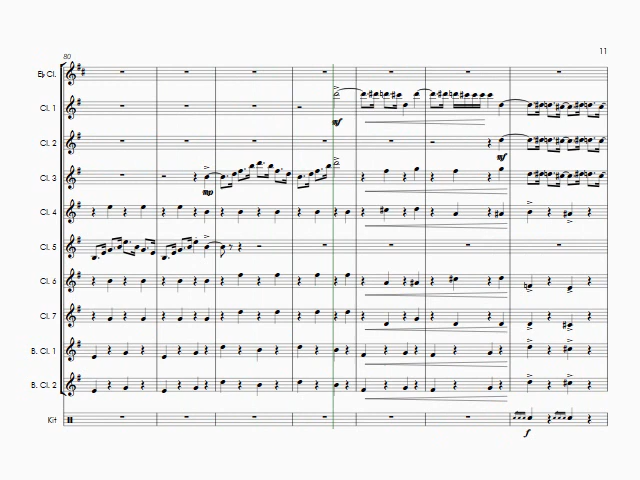 11
80
E♭ Cl.
Cl. 1
mf
Cl. 2
mf
Cl. 3
mp
Cl. 4
Cl. 5
Cl. 6
Cl. 7
B. Cl. 1
B. Cl. 2
Kit
f